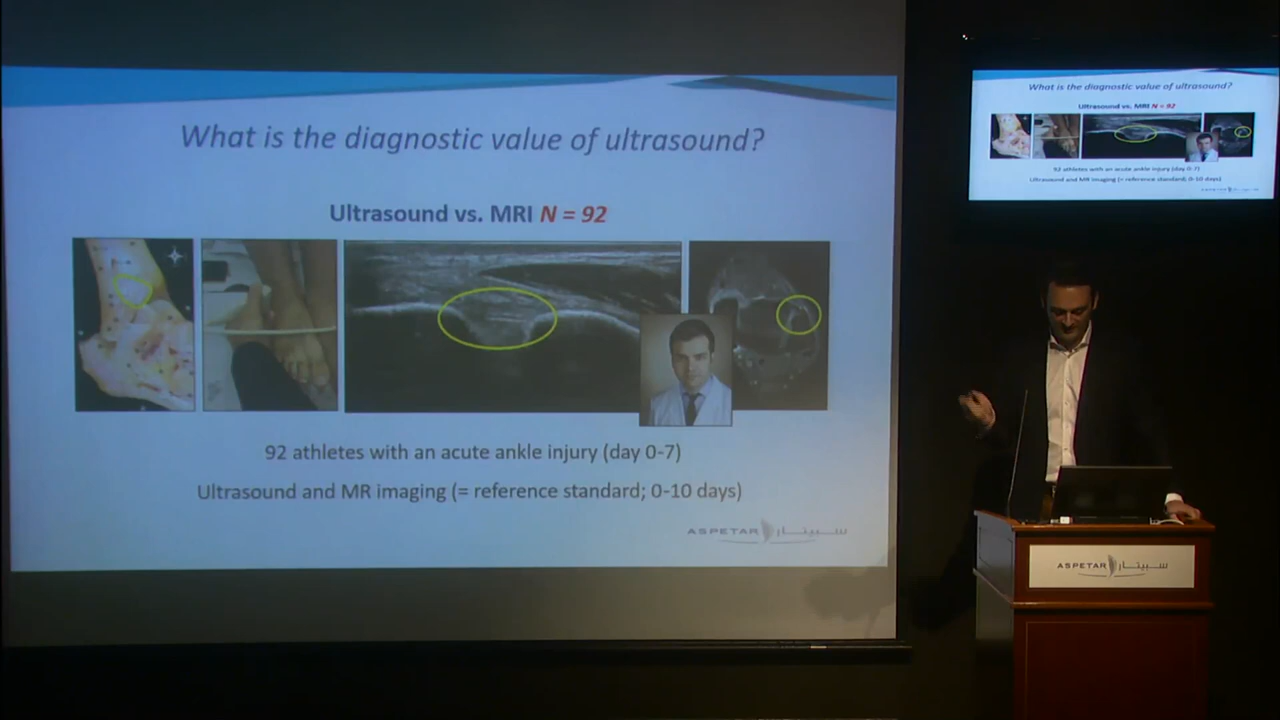 What is the diagnostic value of ultrasound?
Ultrasound vs. MRI N = 92
92 athletes with an acute ankle injury (day 0-7)
Ultrasound and MR imaging (= reference standard; 0-10 days)
ASPETAR سبيتار
What is the diagnostic value of ultrasound?
Ultrasound vs. MRI N = 92
92 athletes with an acute ankle injury (day 0-7)
Ultrasound and MR imaging (= reference standard; 0-10 days)
ASPETAR سبيتار
ASPETAR سبيتار